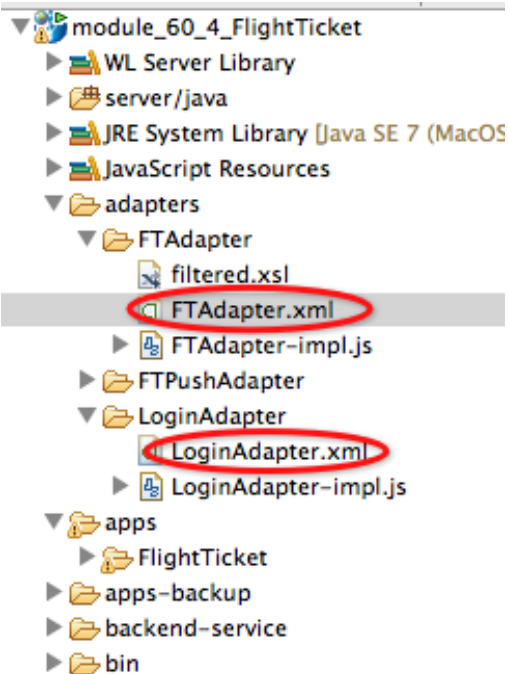 module_60_4_FlightTicket
WL Server Library
server/java
JRE System Library [Java SE 7 (MacOS
JavaScript Resources
adapters
FTAdapter
filtered.xsl
FTAdapter.xml
FTAdapter-impl.js
FTPushAdapter
LoginAdapter
LoginAdapter.xml
LoginAdapter-impl.js
apps
FlightTicket
apps-backup
backend-service
bin